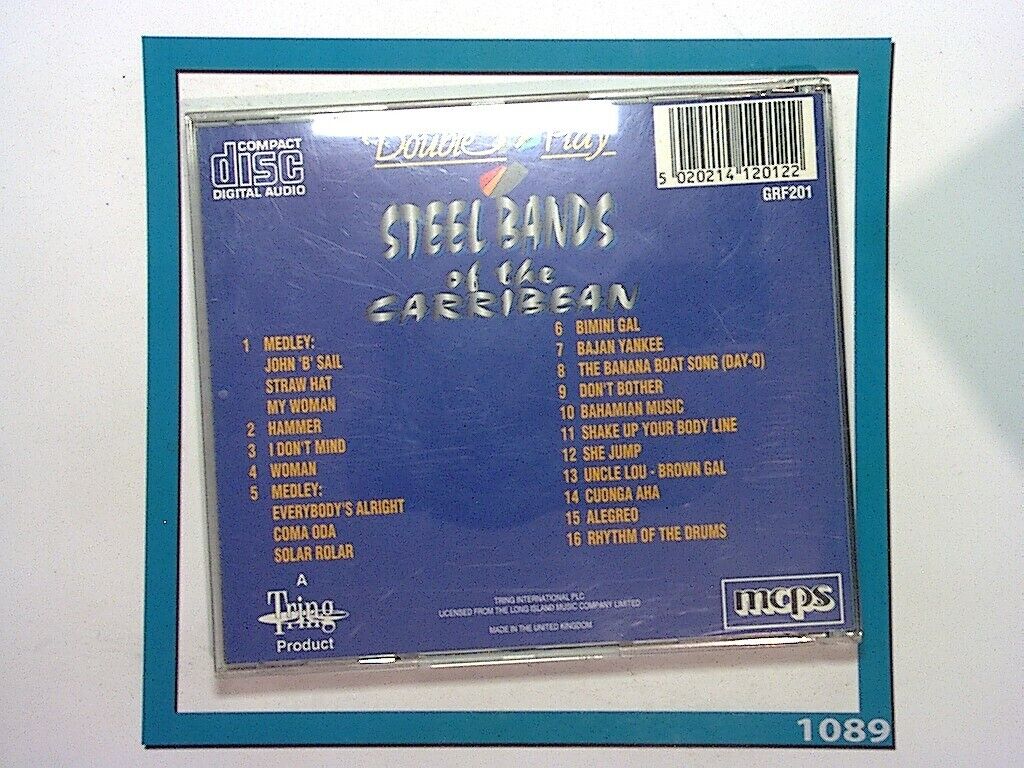 COMPACT
disc
DIGITAL AUDIO
Double Play
5 020214 120122
GRF201
STEEL BANDS
of the
CARRIBEAN
1 MEDLEY:
JOHN 'B' SAIL
STRAW HAT
MY WOMAN
2 HAMMER
3 I DON'T MIND
4 WOMAN
5 MEDLEY:
EVERYBODY'S ALRIGHT
COMA ODA
SOLAR ROLAR
6 BIMINI GAL
7 BAJAN YANKEE
8 THE BANANA BOAT SONG (DAY-O)
9 DON'T BOTHER
10 BAHAMIAN MUSIC
11 SHAKE UP YOUR BODY LINE
12 SHE JUMP
13 UNCLE LOU - BROWN GAL
14 CUONGA AHA
15 ALEGREO
16 RHYTHM OF THE DRUMS
A
Tring
Product
TRING INTERNATIONAL PLC
LICENSED FROM THE LONG ISLAND MUSIC COMPANY LIMITED
MADE IN THE UNITED KINGDOM
mcps
1089